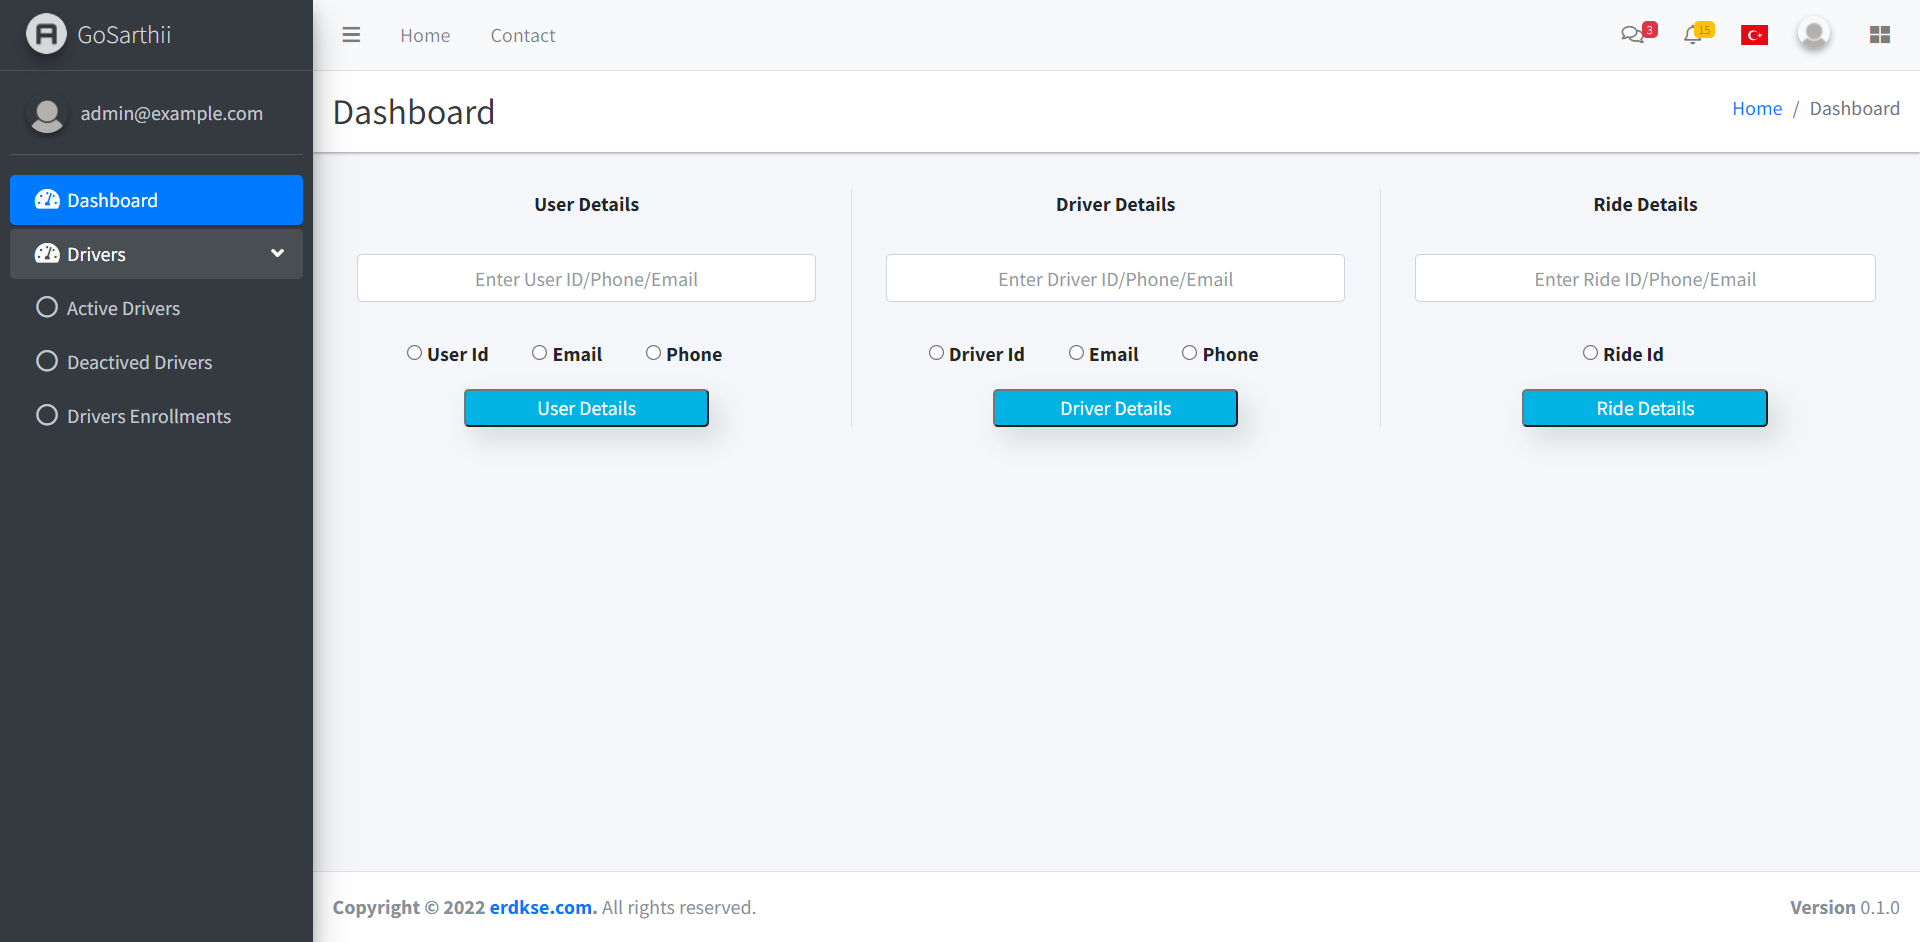 GoSarthii
Home
Contact
3
15
admin@example.com
Dashboard
Home / Dashboard
Dashboard
Drivers
Active Drivers
Deactived Drivers
Drivers Enrollments
User Details
Enter User ID/Phone/Email
User Id
Email
Phone
User Details
Driver Details
Enter Driver ID/Phone/Email
Driver Id
Email
Phone
Driver Details
Ride Details
Enter Ride ID/Phone/Email
Ride Id
Ride Details
Copyright © 2022 erdkse.com. All rights reserved.
Version 0.1.0